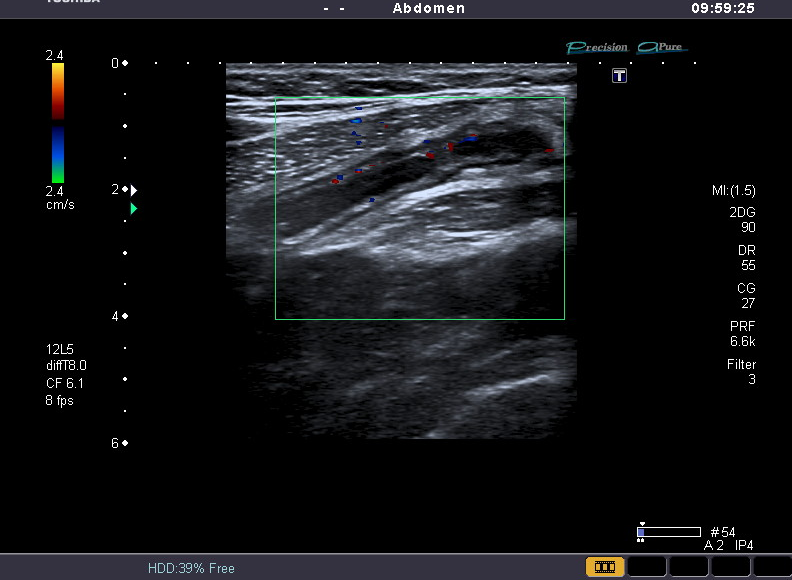 - - Abdomen 09:59:25
Precision APure
2.4
2.4
cm/s
0
2
4
6
T
MI:(1.5)
2DG
90
DR
55
CG
27
PRF
6.6k
Filter
3
12L5
diffT8.0
CF 6.1
8 fps
#54
A 2 IP4
HDD:39% Free